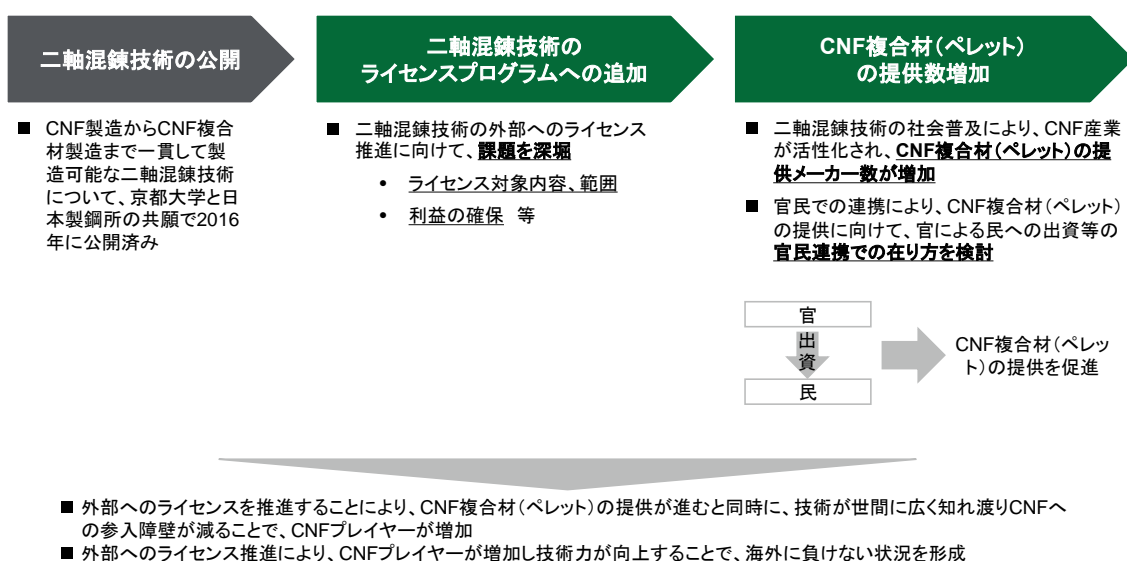 二軸混錬技術の公開
二軸混錬技術の
ライセンスプログラムへの追加
CNF複合材（ペレット）
の提供数増加
■ CNF製造からCNF複合
材製造まで一貫して製
造可能な二軸混錬技術
について、京都大学と日
本製鋼所の共願で2016
年に公開済み
■ 二軸混錬技術の外部へのライセンス
推進に向けて、課題を深堀
• ライセンス対象内容、範囲
• 利益の確保 等
■ 二軸混錬技術の社会普及により、CNF産業
が活性化され、CNF複合材（ペレット）の提
供メーカー数が増加
■ 官民での連携により、CNF複合材（ペレット）
の提供に向けて、官による民への出資等の
官民連携での在り方を検討
官
出
資
民
CNF複合材（ペレッ
ト）の提供を促進
■ 外部へのライセンスを推進することにより、CNF複合材（ペレット）の提供が進むと同時に、技術が世間に広く知れ渡りCNFへ
の参入障壁が減ることで、CNFプレイヤーが増加
■ 外部へのライセンス推進により、CNFプレイヤーが増加し技術力が向上することで、海外に負けない状況を形成